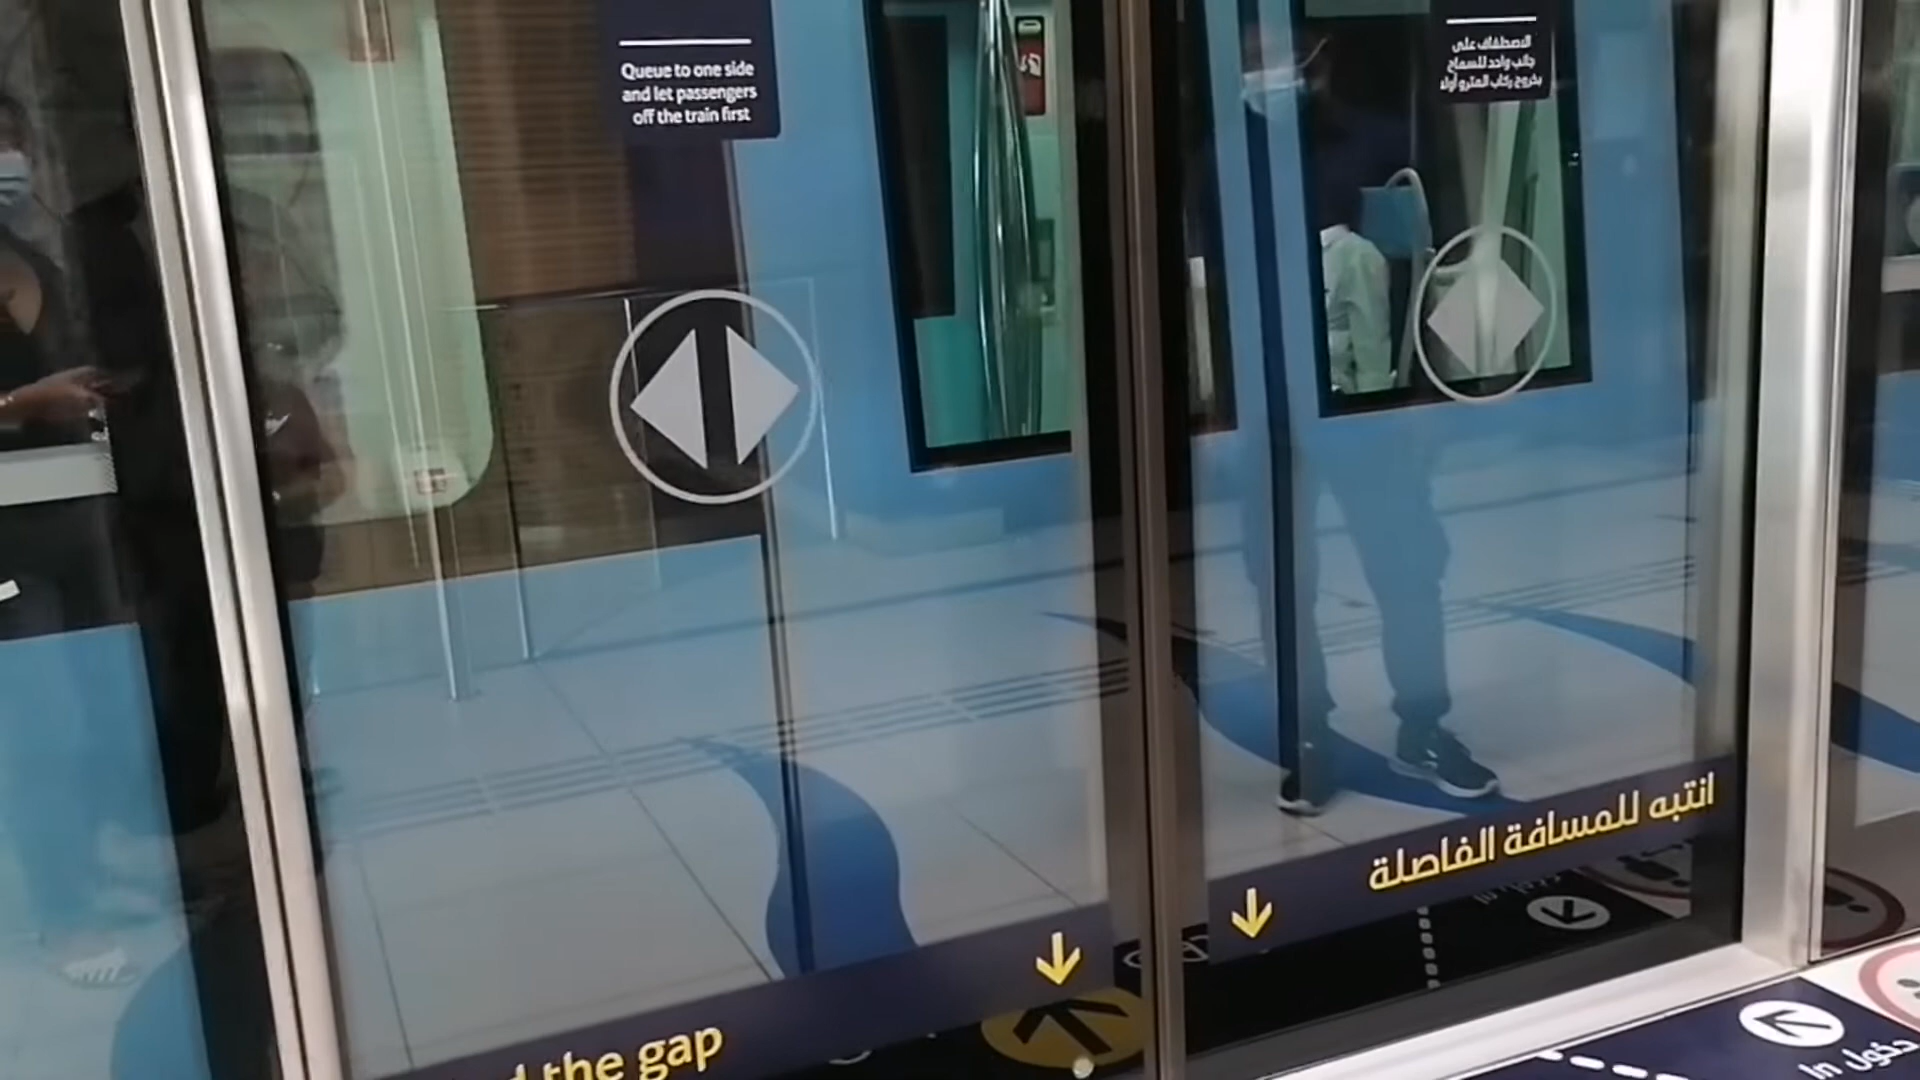 Queue to one side
and let passengers
off the train first
الاصطفاف على
جانب واحد للسماح
بخروج ركاب المترو أولا
انتبه للمسافة الفاصلة
the gap
دخول In